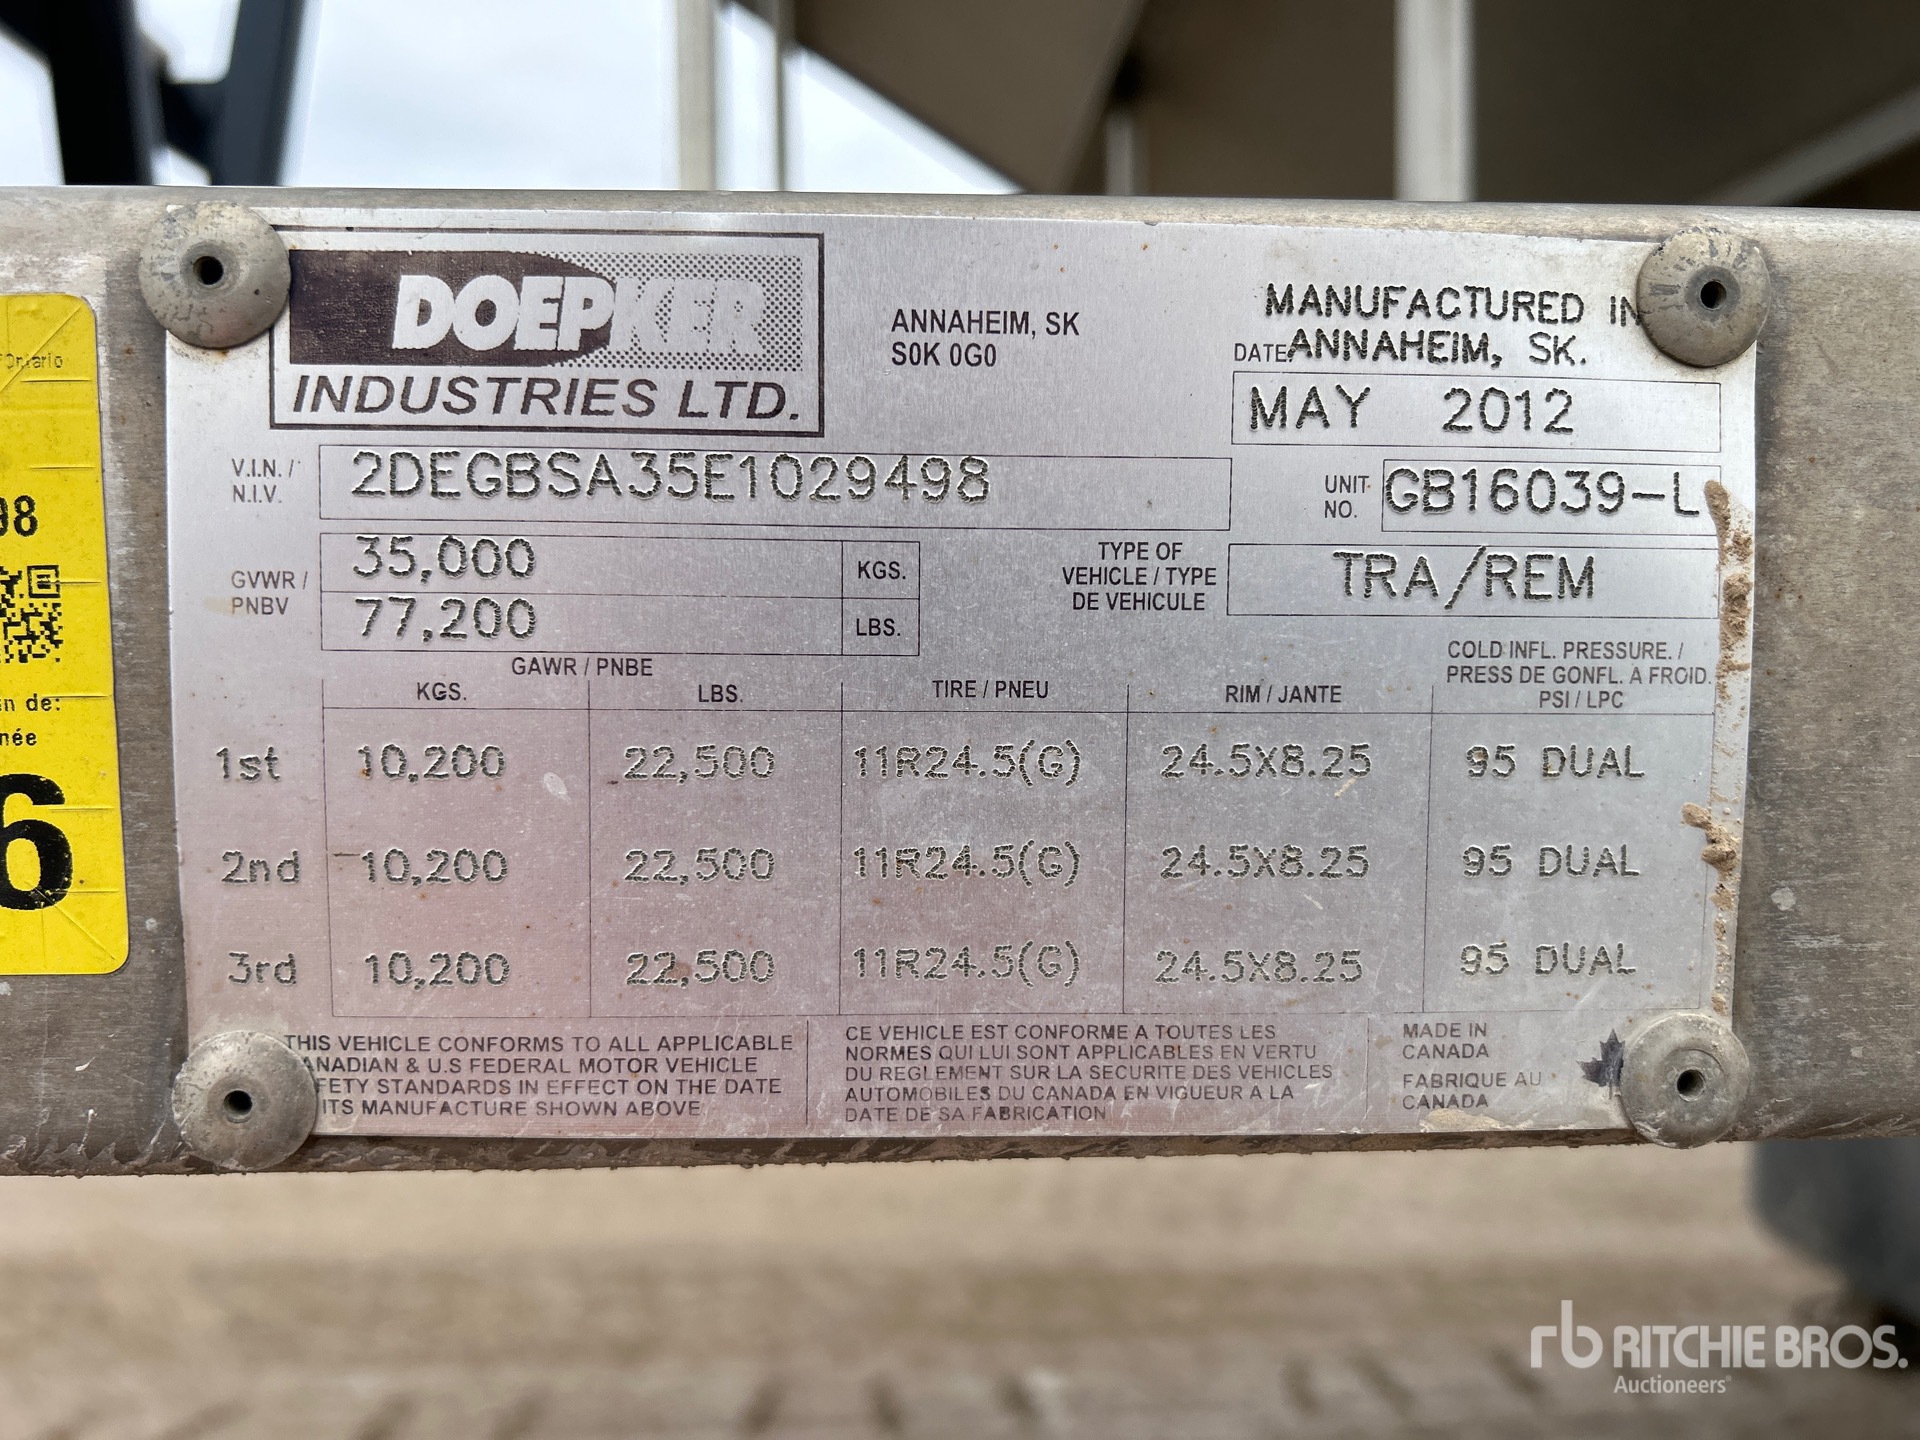 DOEPKER
INDUSTRIES LTD.
ANNAHEIM, SK
S0K 0G0
MANUFACTURED IN
DATE ANNAHEIM, SK.
MAY 2012
V.I.N. /
N.I.V.
2DEGBSA35E1029498
UNIT
NO.
GB16039-L
GVWR /
PNBV
35,000 KGS.
77,200 LBS.
TYPE OF
VEHICLE / TYPE
DE VEHICULE
TRA/REM
GAWR / PNBE
KGS. LBS. TIRE / PNEU RIM / JANTE
COLD INFL. PRESSURE. /
PRESS DE GONFL. A FROID.
PSI / LPC
1st 10,200 22,500 11R24.5(G) 24.5X8.25 95 DUAL
2nd 10,200 22,500 11R24.5(G) 24.5X8.25 95 DUAL
3rd 10,200 22,500 11R24.5(G) 24.5X8.25 95 DUAL
THIS VEHICLE CONFORMS TO ALL APPLICABLE
ANADIAN & U.S FEDERAL MOTOR VEHICLE
FETY STANDARDS IN EFFECT ON THE DATE
ITS MANUFACTURE SHOWN ABOVE
CE VEHICLE EST CONFORME A TOUTES LES
NORMES QUI LUI SONT APPLICABLES EN VERTU
DU REGLEMENT SUR LA SECURITE DES VEHICLES
AUTOMOBILES DU CANADA EN VIGUEUR A LA
DATE DE SA FABRICATION
MADE IN
CANADA
FABRIQUE AU
CANADA
Ontario
98
in de:
née
6
rb RITCHIE BROS.
Auctioneers